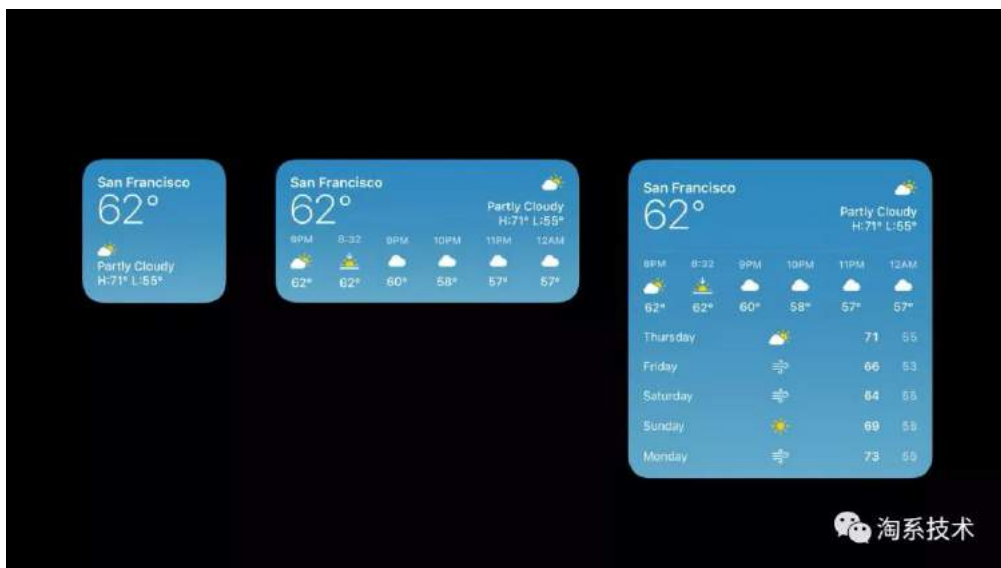 San Francisco
62°
Partly Cloudy
H:71° L:55°
San Francisco
62°
Partly Cloudy
H:71° L:55°
8PM 8:32 9PM 10PM 11PM 12AM
62° 62° 60° 58° 57° 57°
San Francisco
62°
Partly Cloudy
H:71° L:55°
8PM 8:32 9PM 10PM 11PM 12AM
62° 62° 60° 58° 57° 57°
Thursday 71 55
Friday 66 53
Saturday 64 55
Sunday 69 55
Monday 73 55
淘系技术